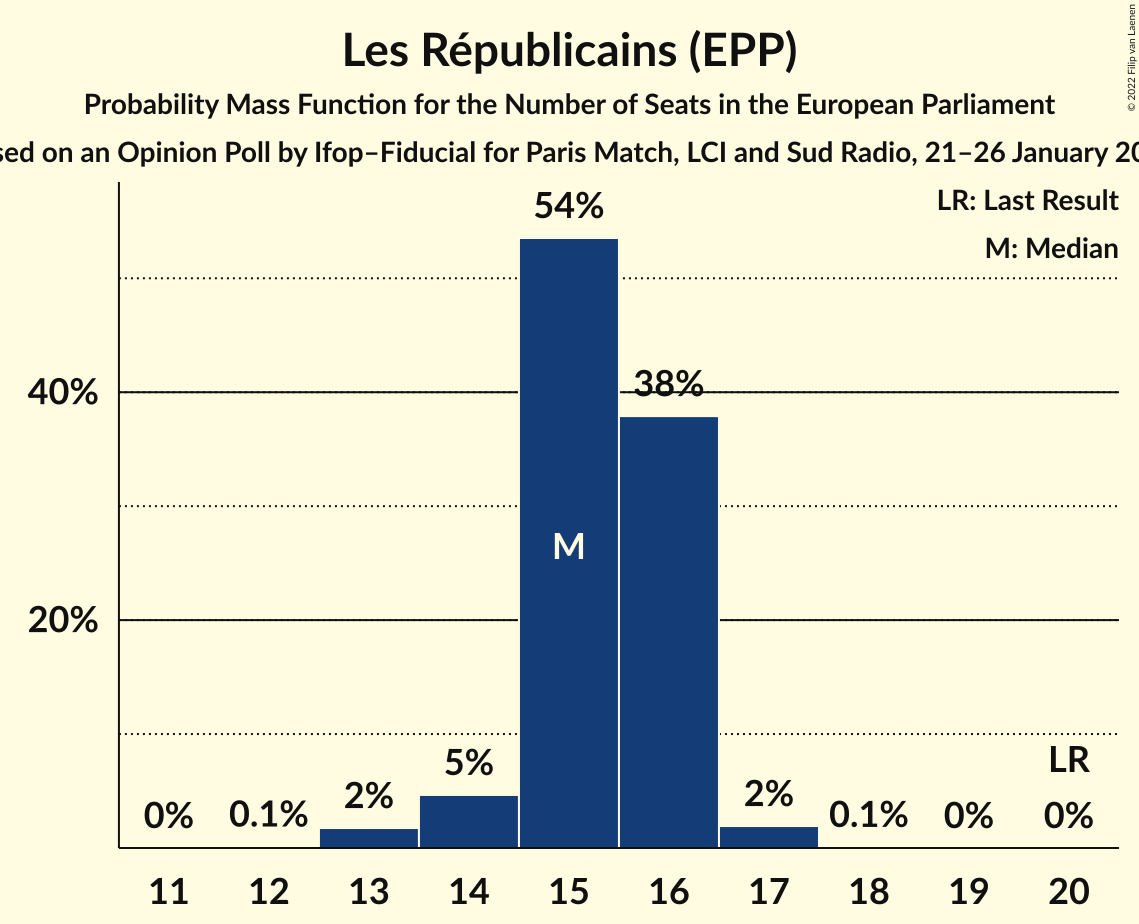 Les Républicains (EPP)
Probability Mass Function for the Number of Seats in the European Parliament
on an Opinion Poll by Ifop–Fiducial for Paris Match, LCI and Sud Radio, 21–26 January
© 2022 Filip van Laenen
LR: Last Result
M: Median
54%
40%
38%
M
20%
LR
5%
2%
2%
0%
0.1%
0.1%
0%
0%
11 12 13 14 15 16 17 18 19 20